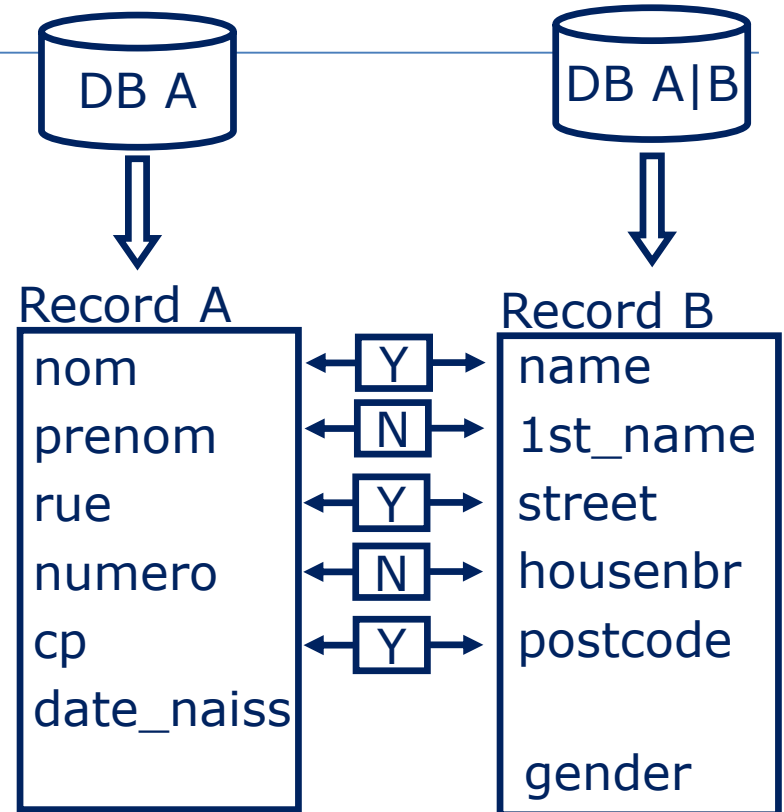 DB A
DB A|B
Record A
Record B
nom Y name
prenom N 1st_name
rue Y street
numero N housenbr
cp Y postcode
date_naiss
gender